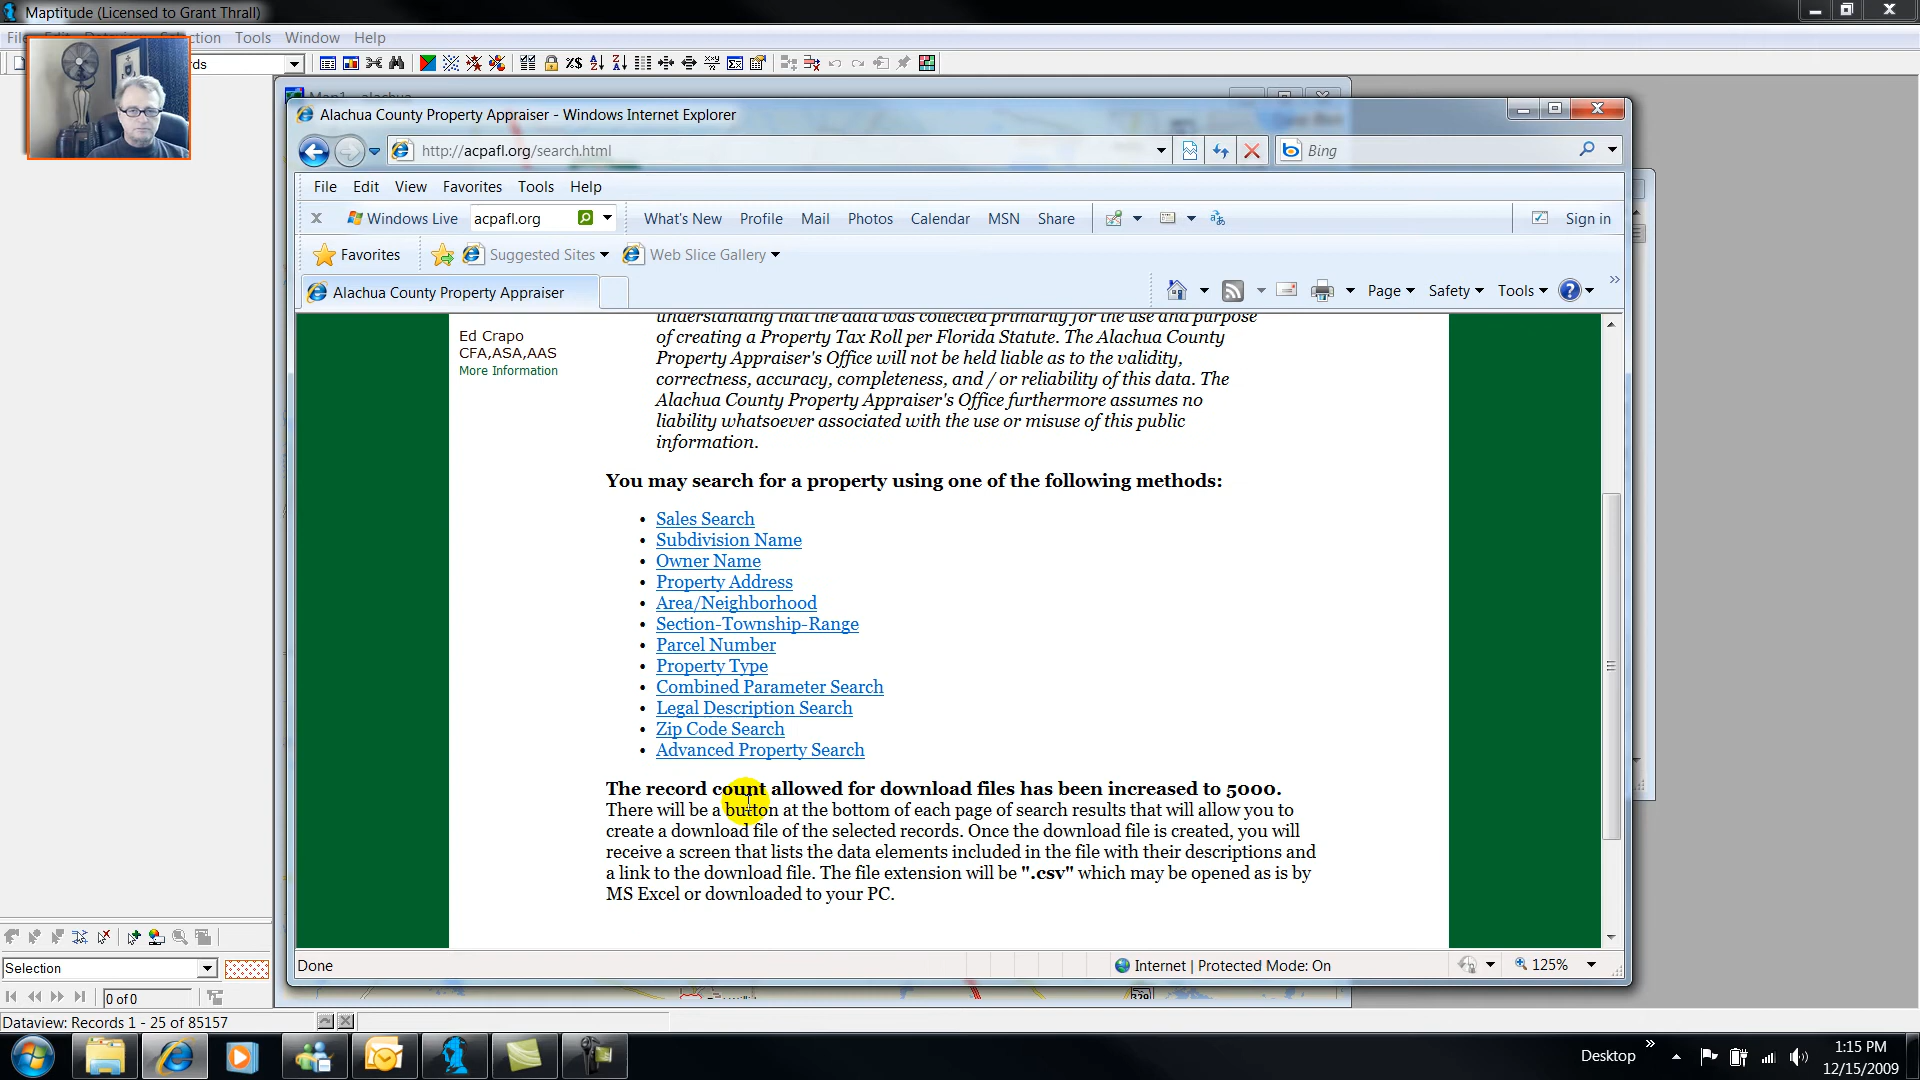 Maptitude (Licensed to Grant Thrall)
Tools Window Help
Alachua County Property Appraiser - Windows Internet Explorer
http://acpafl.org/search.html
Bing
File Edit View Favorites Tools Help
Windows Live acpafl.org What's New Profile Mail Photos Calendar MSN Share Sign in
Favorites Suggested Sites Web Slice Gallery
Alachua County Property Appraiser
Page Safety Tools
Ed Crapo
CFA,ASA,AAS
More Information
understanding that the data was collected primarily for the use and purpose
of creating a Property Tax Roll per Florida Statute. The Alachua County
Property Appraiser's Office will not be held liable as to the validity,
correctness, accuracy, completeness, and / or reliability of this data. The
Alachua County Property Appraiser's Office furthermore assumes no
liability whatsoever associated with the use or misuse of this public
information.
You may search for a property using one of the following methods:
• Sales Search
• Subdivision Name
• Owner Name
• Property Address
• Area/Neighborhood
• Section-Township-Range
• Parcel Number
• Property Type
• Combined Parameter Search
• Legal Description Search
• Zip Code Search
• Advanced Property Search
The record count allowed for download files has been increased to 5000.
There will be a button at the bottom of each page of search results that will allow you to
create a download file of the selected records. Once the download file is created, you will
receive a screen that lists the data elements included in the file with their descriptions and
a link to the download file. The file extension will be ".csv" which may be opened as is by
MS Excel or downloaded to your PC.
Done Internet | Protected Mode: On 125%
Selection
0 of 0
329
Dataview: Records 1 - 25 of 85157
Desktop
1:15 PM
12/15/2009